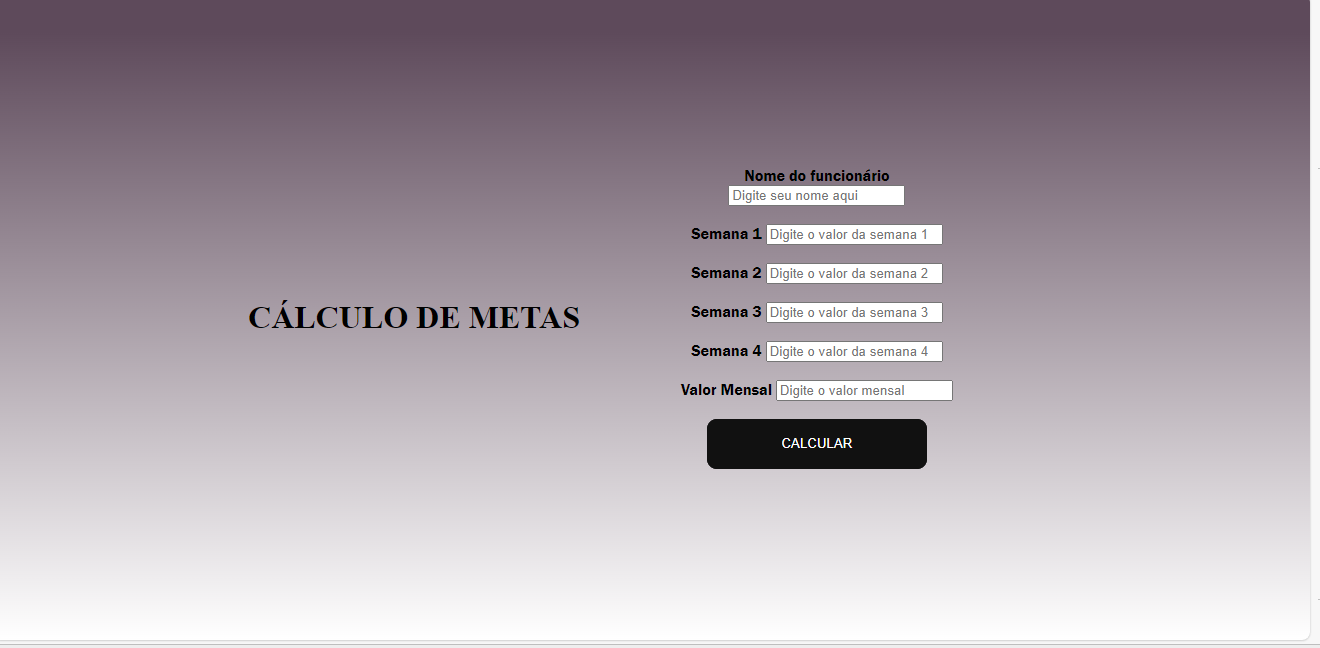 CÁLCULO DE METAS
Nome do funcionário
Digite seu nome aqui
Semana 1 Digite o valor da semana 1
Semana 2 Digite o valor da semana 2
Semana 3 Digite o valor da semana 3
Semana 4 Digite o valor da semana 4
Valor Mensal Digite o valor mensal
CALCULAR